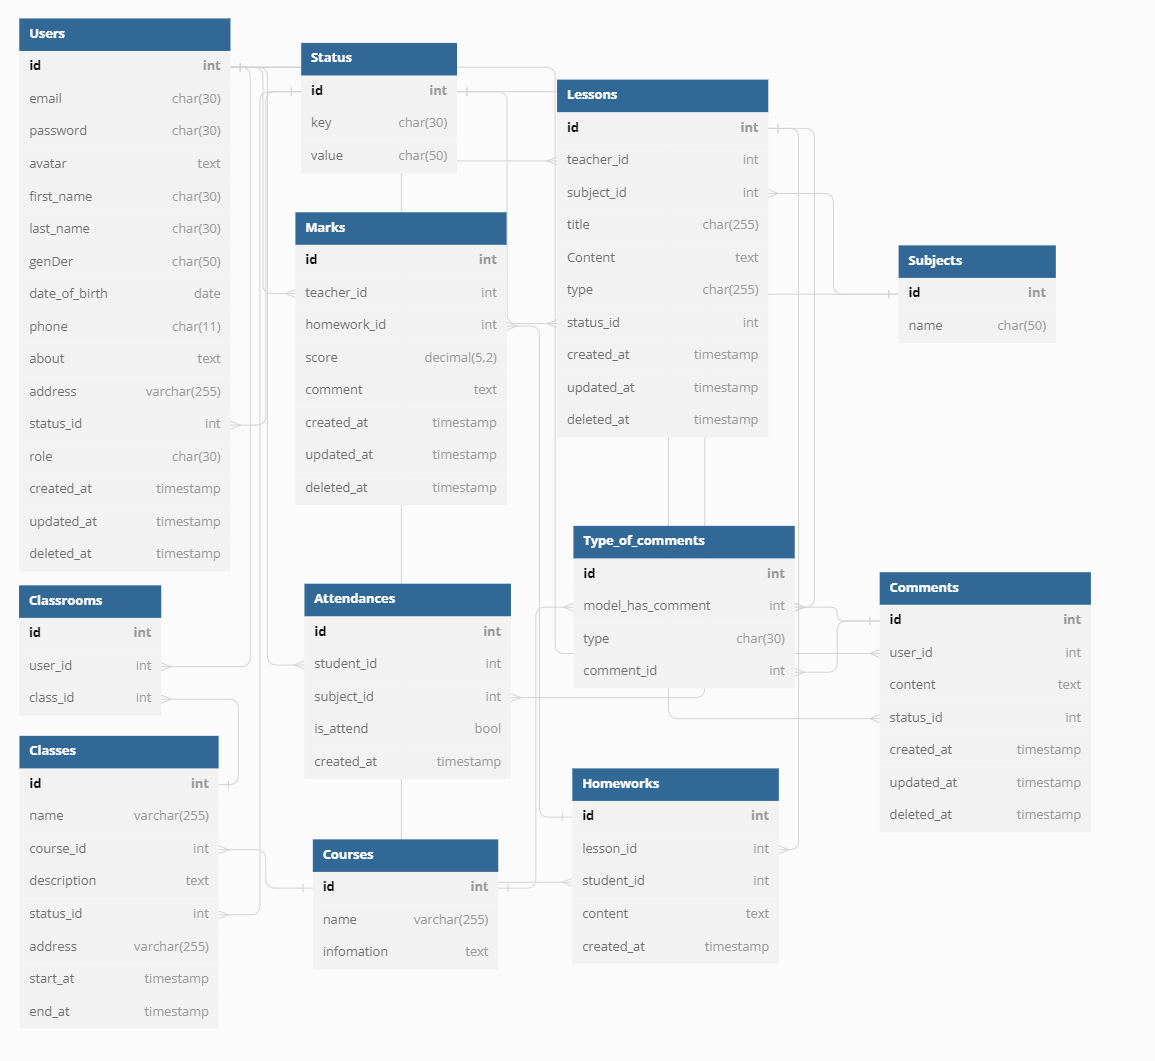 Users
id int
email char(30)
password char(30)
avatar text
first_name char(30)
last_name char(30)
genDer char(50)
date_of_birth date
phone char(11)
about text
address varchar(255)
status_id int
role char(30)
created_at timestamp
updated_at timestamp
deleted_at timestamp
Classrooms
id int
user_id int
class_id int
Classes
id int
name varchar(255)
course_id int
description text
status_id int
address varchar(255)
start_at timestamp
end_at timestamp
Status
id int
key char(30)
value char(50)
Marks
id int
teacher_id int
homework_id int
score decimal(5,2)
comment text
created_at timestamp
updated_at timestamp
deleted_at timestamp
Attendances
id int
student_id int
subject_id int
is_attend bool
created_at timestamp
Courses
id int
name varchar(255)
infomation text
Lessons
id int
teacher_id int
subject_id int
title char(255)
Content text
type char(255)
status_id int
created_at timestamp
updated_at timestamp
deleted_at timestamp
Type_of_comments
id int
model_has_comment int
type char(30)
comment_id int
Homeworks
id int
lesson_id int
student_id int
content text
created_at timestamp
Subjects
id int
name char(50)
Comments
id int
user_id int
content text
status_id int
created_at timestamp
updated_at timestamp
deleted_at timestamp